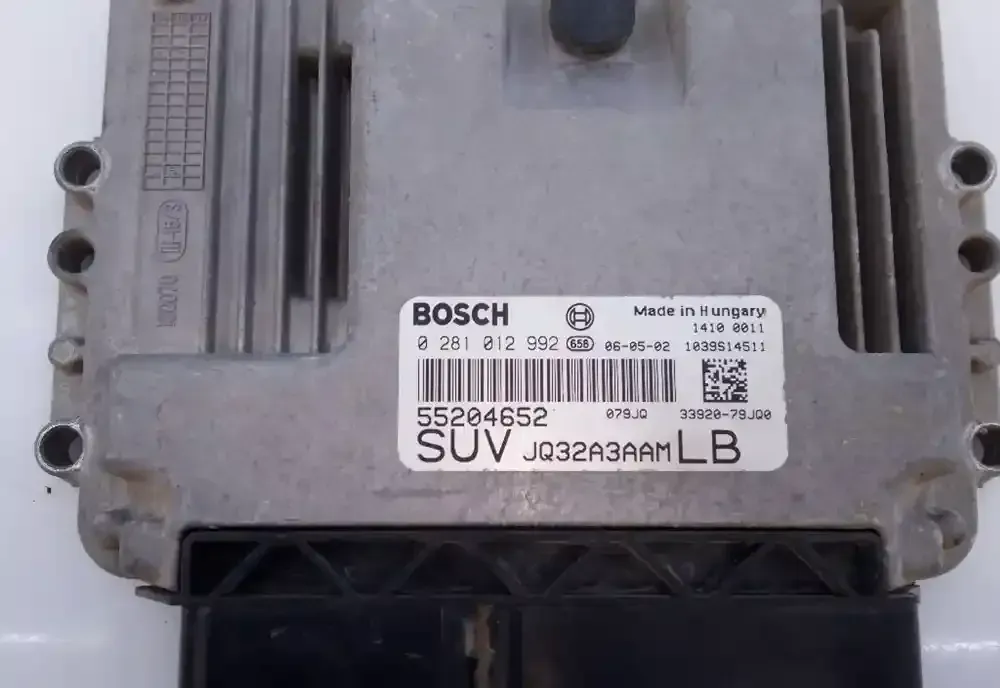 BOSCH
Made in Hungary
1410 0011
0 281 012 992 658 06-05-02 1039S14511
55204652 079JQ 33920-79JQ0
SUV JQ32A3AAM LB